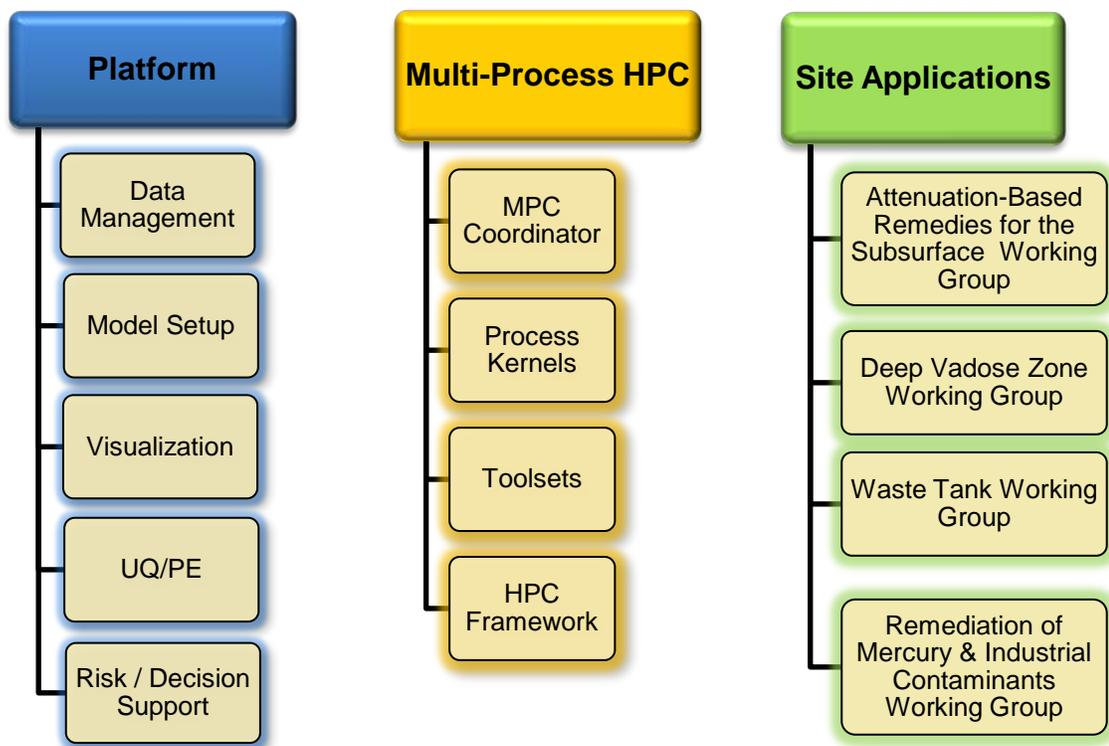 Platform
Data
Management
Model Setup
Visualization
UQ/PE
Risk / Decision
Support
Multi-Process HPC
MPC
Coordinator
Process
Kernels
Toolsets
HPC
Framework
Site Applications
Attenuation-Based
Remedies for the
Subsurface  Working
Group
Deep Vadose Zone
Working Group
Waste Tank Working
Group
Remediation of
Mercury & Industrial
Contaminants
Working Group